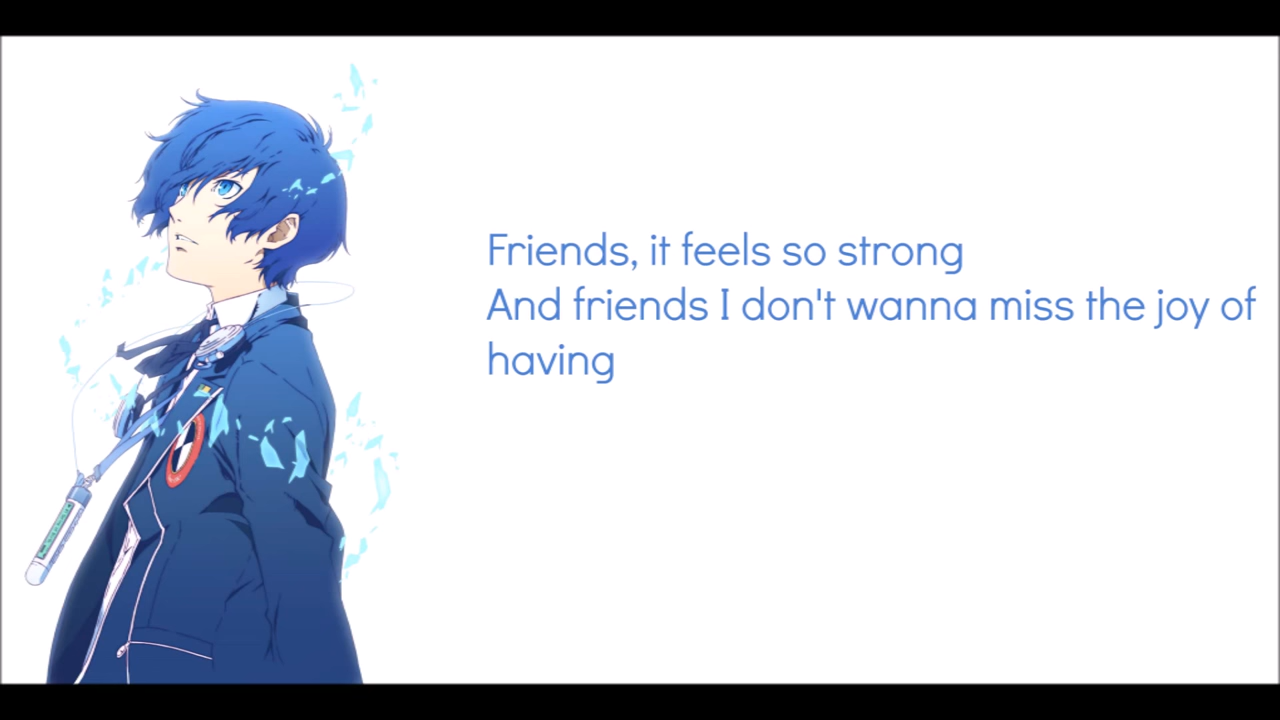 Friends, it feels so strong
And friends I don't wanna miss the joy of
having